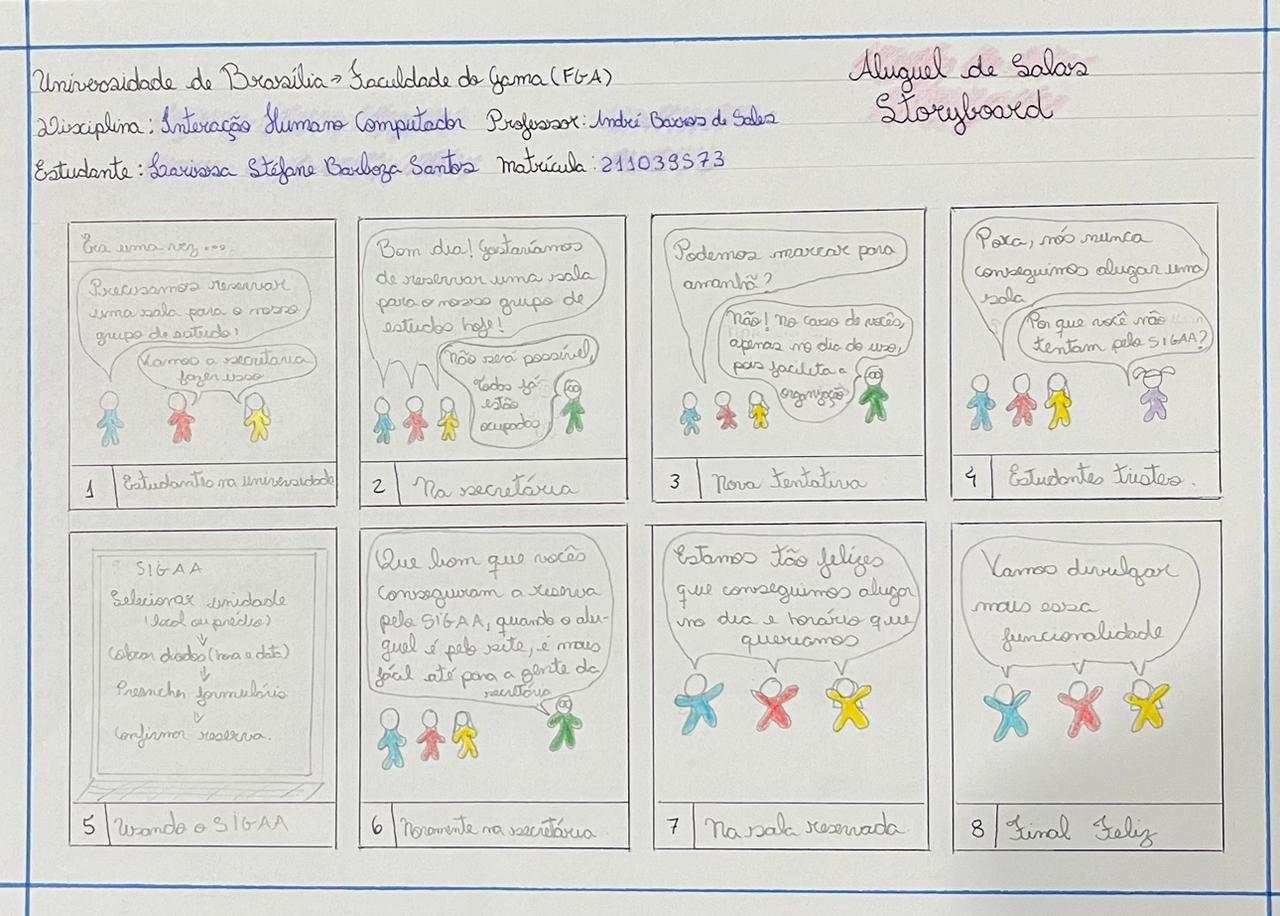 Universidade de Brasília → Faculdade do Gama (FGA)
Aluguel de Salas
Storyboard
Disciplina: Interação Humano Computador Professor: André Barros de Sales
Estudante: Larissa Stéfane Barboza Santos Matrícula: 211039573
Era uma vez ...
Precisamos reservar
uma sala para o nosso
grupo de estudo!
Vamos a secretaria
fazer isso
1 Estudantes na universidade
Bom dia! Gostaríamos
de reservar uma sala
para o nosso grupo de
estudos hoje!
Não será possível,
todos já
estão
ocupados
2 Na secretária
Podemos marcar para
amanhã?
Não! No caso de vocês,
apenas no dia do uso,
pois facilita a
organização
3 Nova tentativa
Poxa, nós nunca
conseguimos alugar uma
sala
Por que você não
tentam pelo SIGAA?
4 Estudantes tristes.
SIGAA
Selecionar unidade
(local ou prédio)
↓
Colocar dados (hora e data)
↓
Preencher formulário
↓
Confirmar reserva.
5 Usando o SIGAA
Que bom que vocês
conseguiram a reserva
pelo SIGAA, quando o alu-
guel é pelo site, é mais
fácil até para a gente da
secretária
6 Novamente na secretária
Estamos tão felizes
que conseguimos alugar
no dia e horário que
queríamos
7 Na sala reservada.
Vamos divulgar
mais essa
funcionalidade
8 Final Feliz